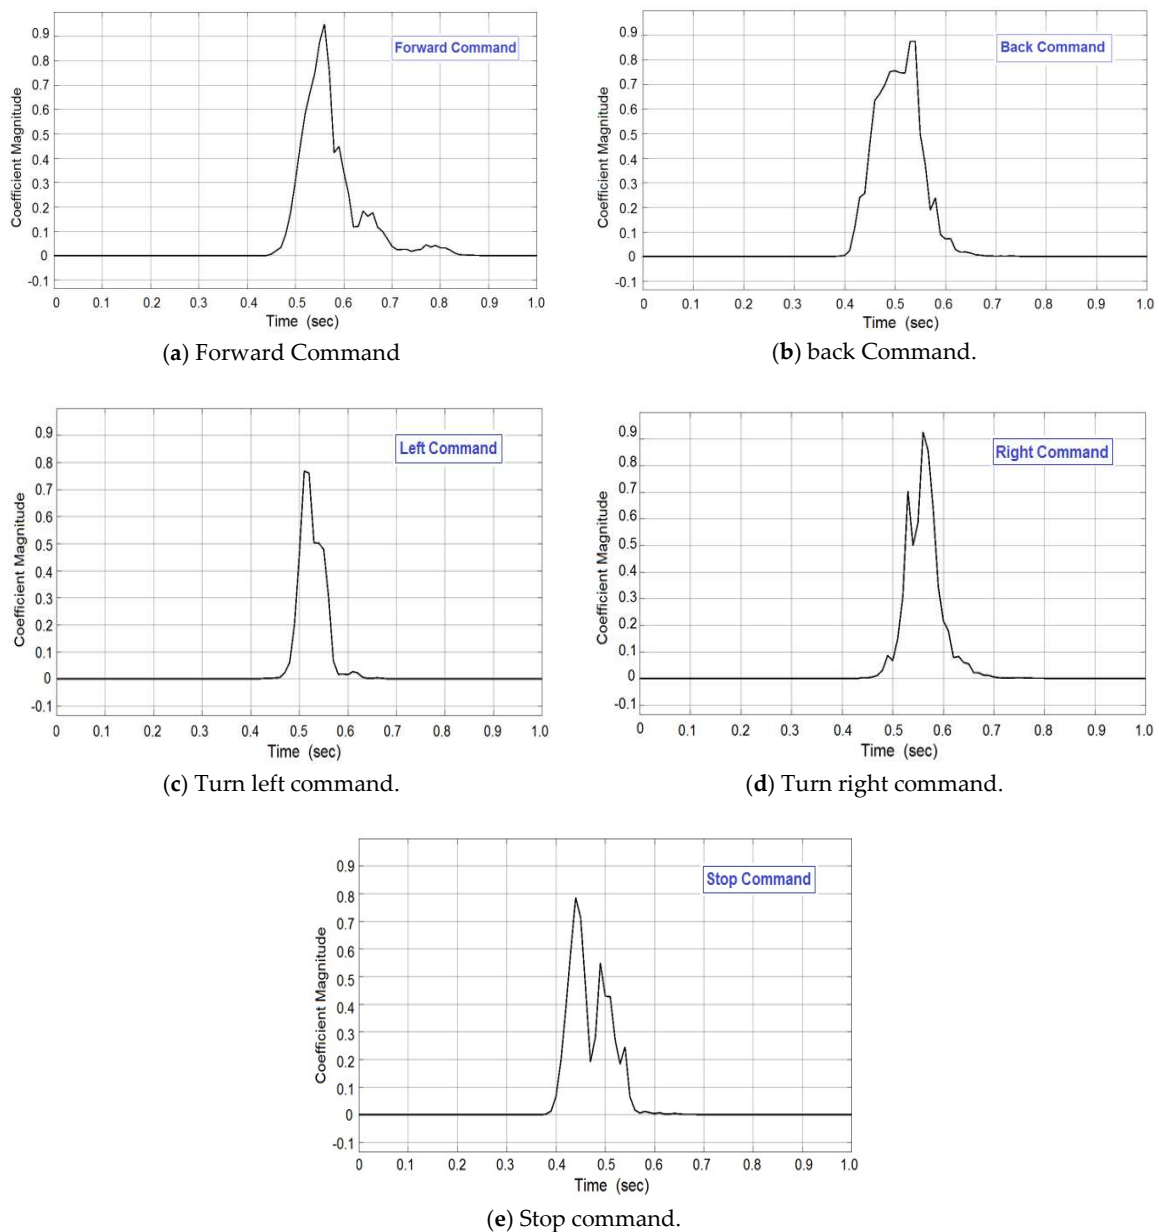 0.9
0.8
0.7
0.6
0.5
0.4
0.3
0.2
0.1
0
-0.1
Coefficient Magnitude
Forward Command
0 0.1 0.2 0.3 0.4 0.5 0.6 0.7 0.8 0.9 1.0
Time (sec)
(a) Forward Command
0.9
0.8
0.7
0.6
0.5
0.4
0.3
0.2
0.1
0
-0.1
Coefficient Magnitude
Back Command
0 0.1 0.2 0.3 0.4 0.5 0.6 0.7 0.8 0.9 1.0
Time (sec)
(b) back Command.
0.9
0.8
0.7
0.6
0.5
0.4
0.3
0.2
0.1
0
-0.1
Coefficient Magnitude
Left Command
0 0.1 0.2 0.3 0.4 0.5 0.6 0.7 0.8 0.9 1.0
Time (sec)
(c) Turn left command.
0.9
0.8
0.7
0.6
0.5
0.4
0.3
0.2
0.1
0
-0.1
Coefficient Magnitude
Right Command
0 0.1 0.2 0.3 0.4 0.5 0.6 0.7 0.8 0.9 1.0
Time (sec)
(d) Turn right command.
0.9
0.8
0.7
0.6
0.5
0.4
0.3
0.2
0.1
0
-0.1
Coefficient Magnitude
Stop Command
0 0.1 0.2 0.3 0.4 0.5 0.6 0.7 0.8 0.9 1.0
Time (sec)
(e) Stop command.